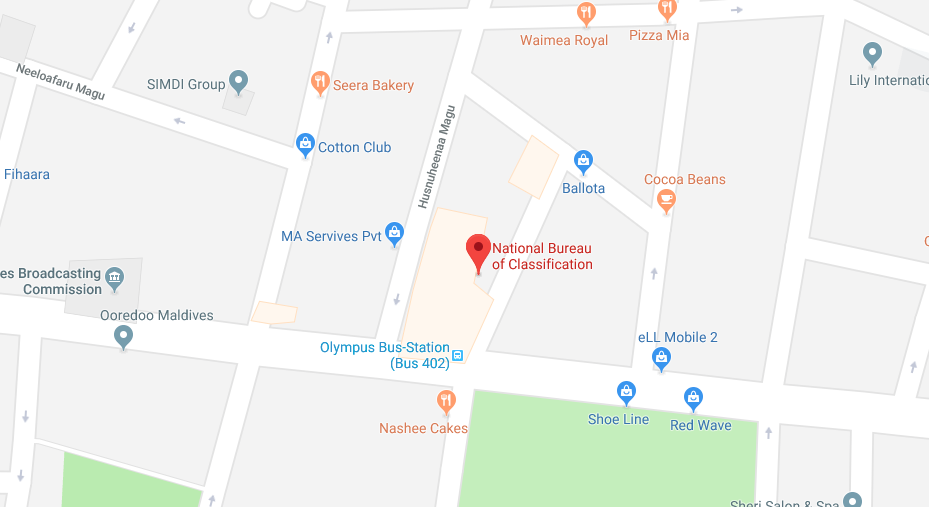 Waimea Royal
Pizza Mia
Neeloafaru Magu
SIMDI Group
Seera Bakery
Lily Internatio
Husnuheenaa Magu
Cotton Club
Fihaara
Ballota
Cocoa Beans
MA Servives Pvt
National Bureau
of Classification
es Broadcasting
Commission
Ooredoo Maldives
Olympus Bus-Station
(Bus 402)
eLL Mobile 2
Nashee Cakes
Shoe Line
Red Wave
Sheri Salon & Spa